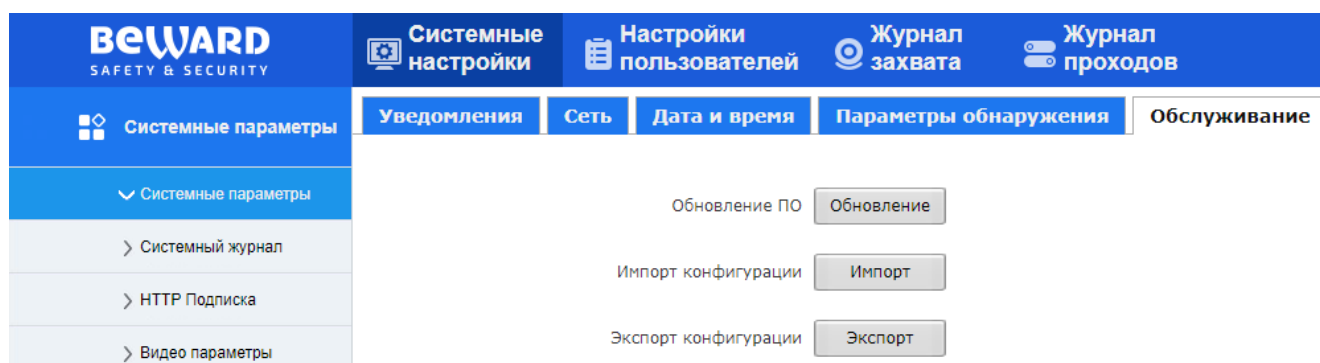 BEWARD
SAFETY & SECURITY
Системные
настройки
Настройки
пользователей
Журнал
захвата
Журнал
проходов
Системные параметры
Системные параметры
Системный журнал
HTTP Подписка
Видео параметры
Уведомления
Сеть
Дата и время
Параметры обнаружения
Обслуживание
Обновление ПО Обновление
Импорт конфигурации Импорт
Экспорт конфигурации Экспорт